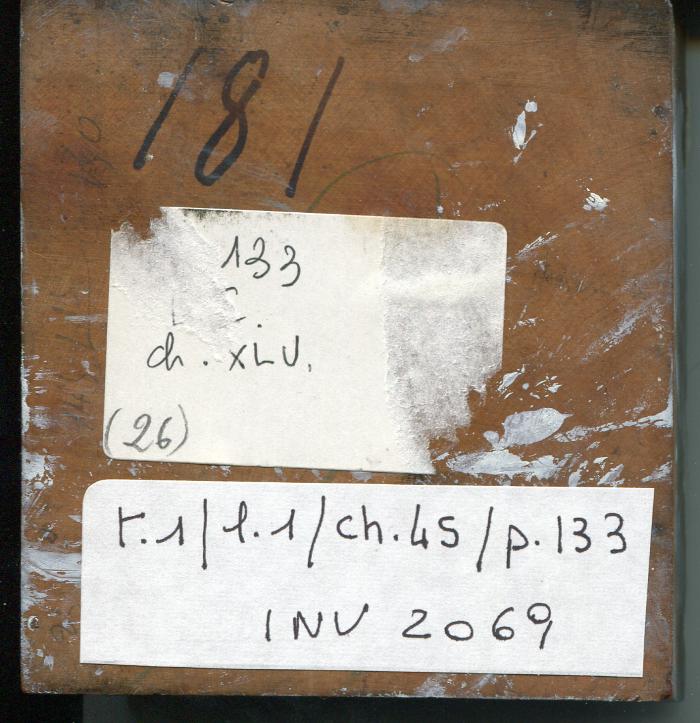 181
133
ch. XLV.
(26)
t.1/l.1/ch.45/p.133
INV 2069